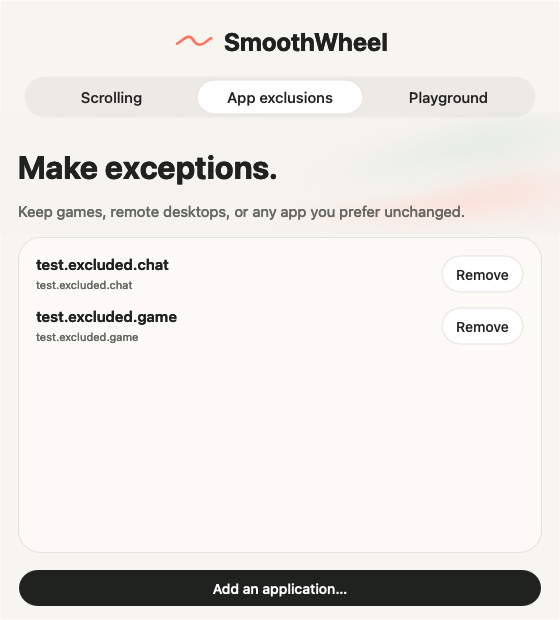 SmoothWheel
Scrolling
App exclusions
Playground
Make exceptions.
Keep games, remote desktops, or any app you prefer unchanged.
test.excluded.chat
test.excluded.chat
Remove
test.excluded.game
test.excluded.game
Remove
Add an application...